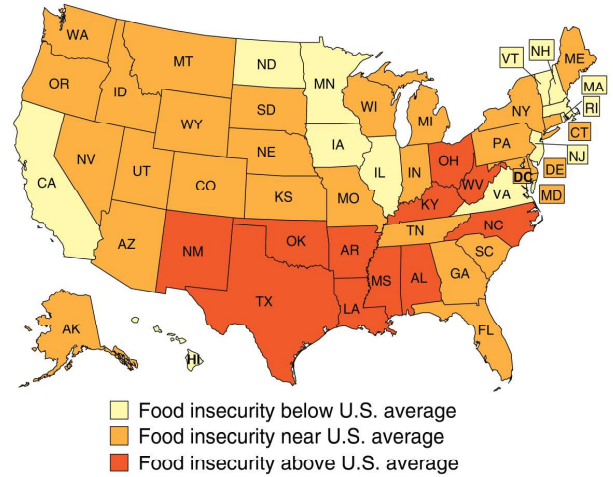 WA
MT
ND
MN
VT
NH
ME
OR
ID
WY
SD
WI
MI
NY
MA
RI
CT
NV
UT
CO
NE
IA
IL
IN
OH
PA
NJ
CA
KS
MO
KY
WV
VA
DC
DE
MD
AZ
NM
OK
AR
TN
NC
SC
TX
LA
MS
AL
GA
FL
AK
HI
Food insecurity below U.S. average
Food insecurity near U.S. average
Food insecurity above U.S. average